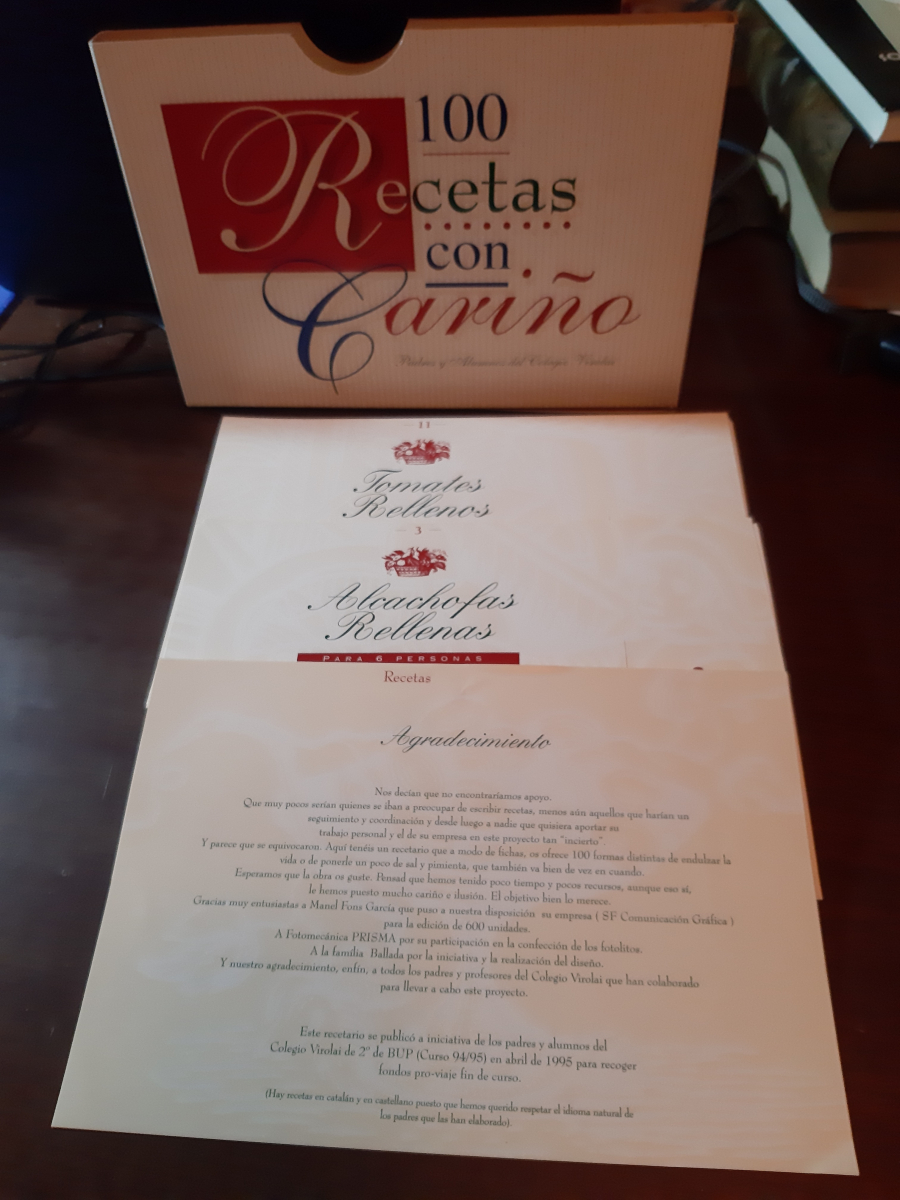 100
Recetas
con
Cariño
Padres y Alumnos del Colegio Virolai
11
Tomates
Rellenos
3
Alcachofas
Rellenas
PARA 6 PERSONAS
Recetas
Agradecimiento
Nos decían que no encontraríamos apoyo.
Que muy pocos serían quienes se iban a preocupar de escribir recetas, menos aún aquellos que harían un
seguimiento y coordinación y desde luego a nadie que quisiera aportar su
trabajo personal y el de su empresa en este proyecto tan "incierto".
Y parece que se equivocaron. Aquí tenéis un recetario que a modo de fichas, os ofrece 100 formas distintas de endulsar la
vida o de ponerle un poco de sal y pimienta, que también va bien de vez en cuando.
Esperamos que la obra os guste. Pensad que hemos tenido poco tiempo y pocos recursos, aunque eso sí,
le hemos puesto mucho cariño e ilusión. El objetivo bien lo merece.
Gracias muy entusiastas a Manel Fons García que puso a nuestra disposición su empresa ( SF Comunicación Gráfica )
para la edición de 600 unidades.
A Fotomecánica PRISMA por su participación en la confección de los fotolitos.
A la familia Ballada por la iniciativa y la realización del diseño.
Y nuestro agradecimiento, enfin, a todos los padres y profesores del Colegio Virolai que han colaborado
para llevar a cabo este proyecto.
Este recetario se publicó a iniciativa de los padres y alumnos del
Colegio Virolai de 2º de BUP (Curso 94/95) en abril de 1995 para recoger
fondos pro-viaje fin de curso.
(Hay recetas en catalán y en castellano puesto que hemos querido respetar el idioma natural de
los padres que las han elaborado).